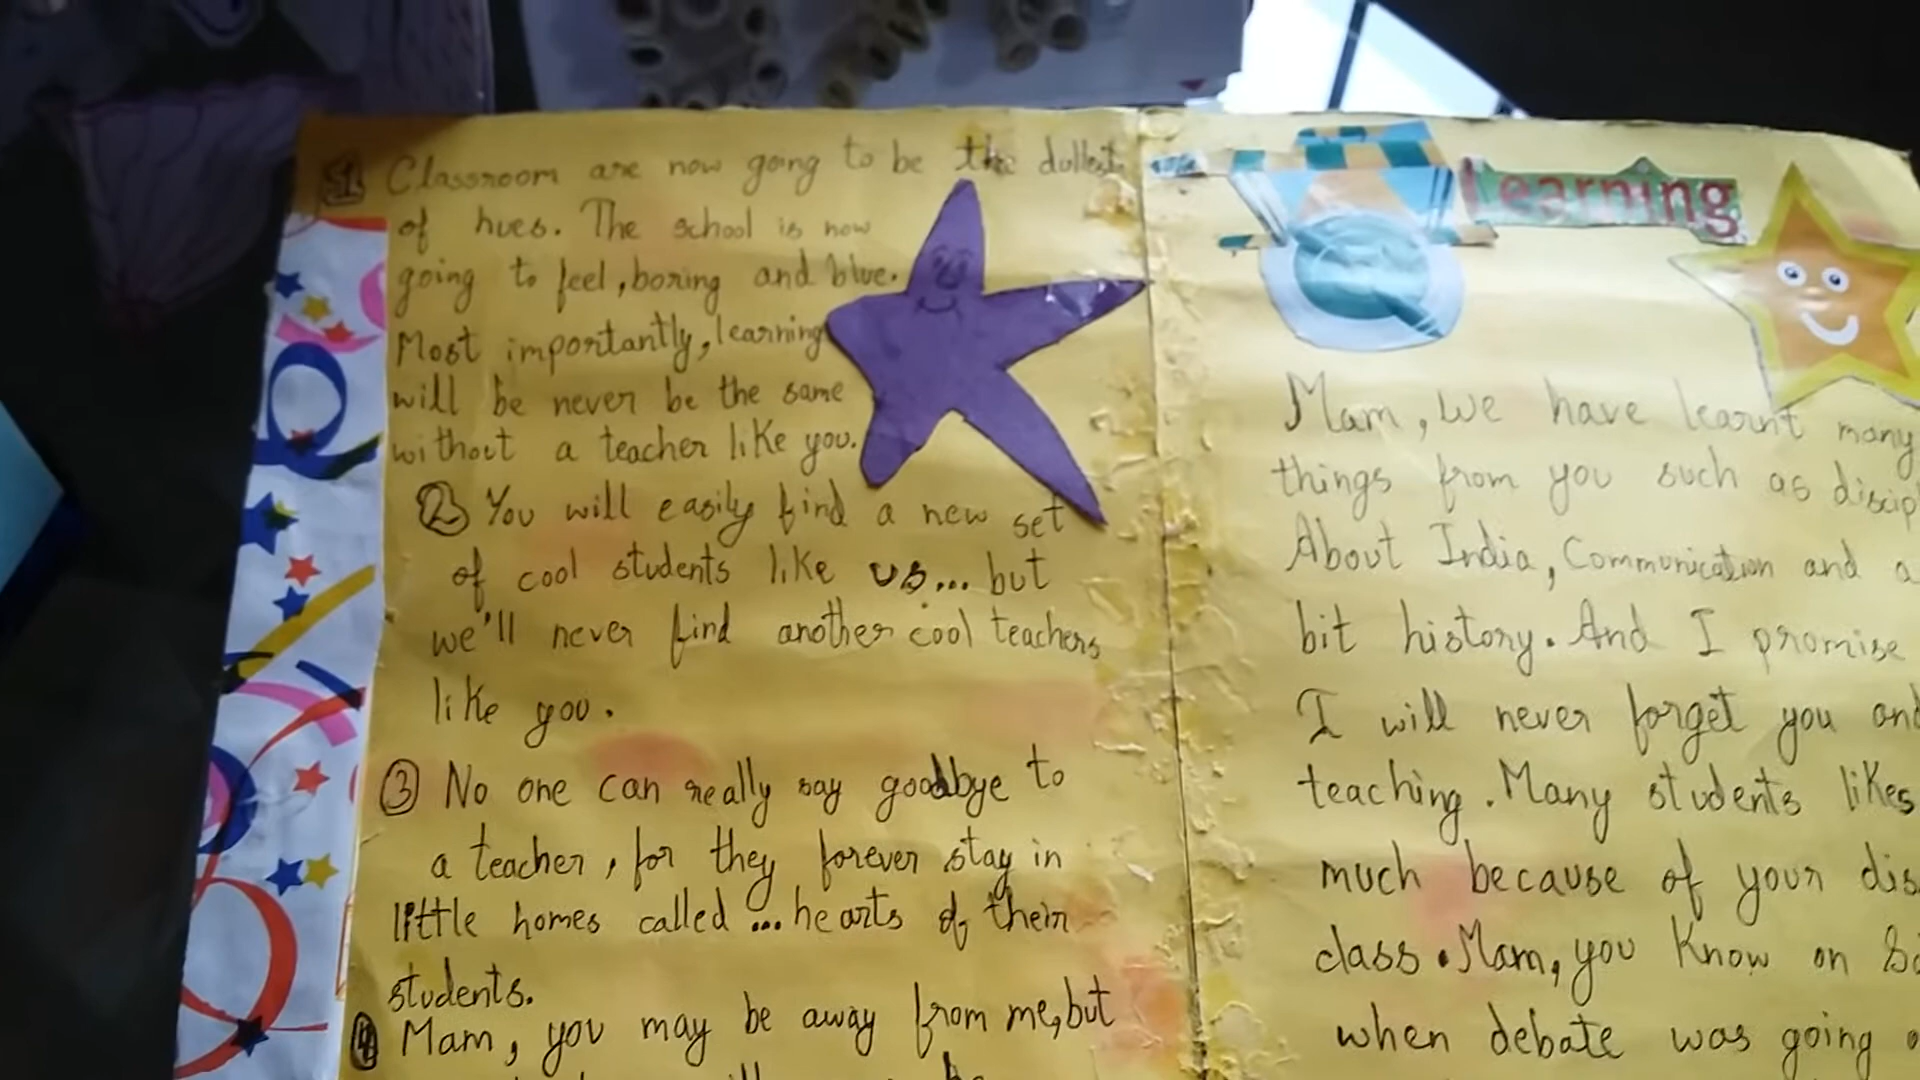 1 Classroom are now going to be the dullest
of hues. The school is now
going to feel, boring and blue.
Most importantly, learning
will be never be the same
without a teacher like you.
2 You will easily find a new set
of cool students like us... but
we'll never find another cool teachers
like you.
3 No one can really say goodbye to
a teacher, for they forever stay in
little homes called ... hearts of their
students.
4 Mam, you may be away from me, but
Learning
Mam, We have learnt many
things from you such as
About India, Communication and a
bit history. And I promise
I will never forget you and
teaching. Many students likes
much because of your
class. Mam, you know on
when debate was going